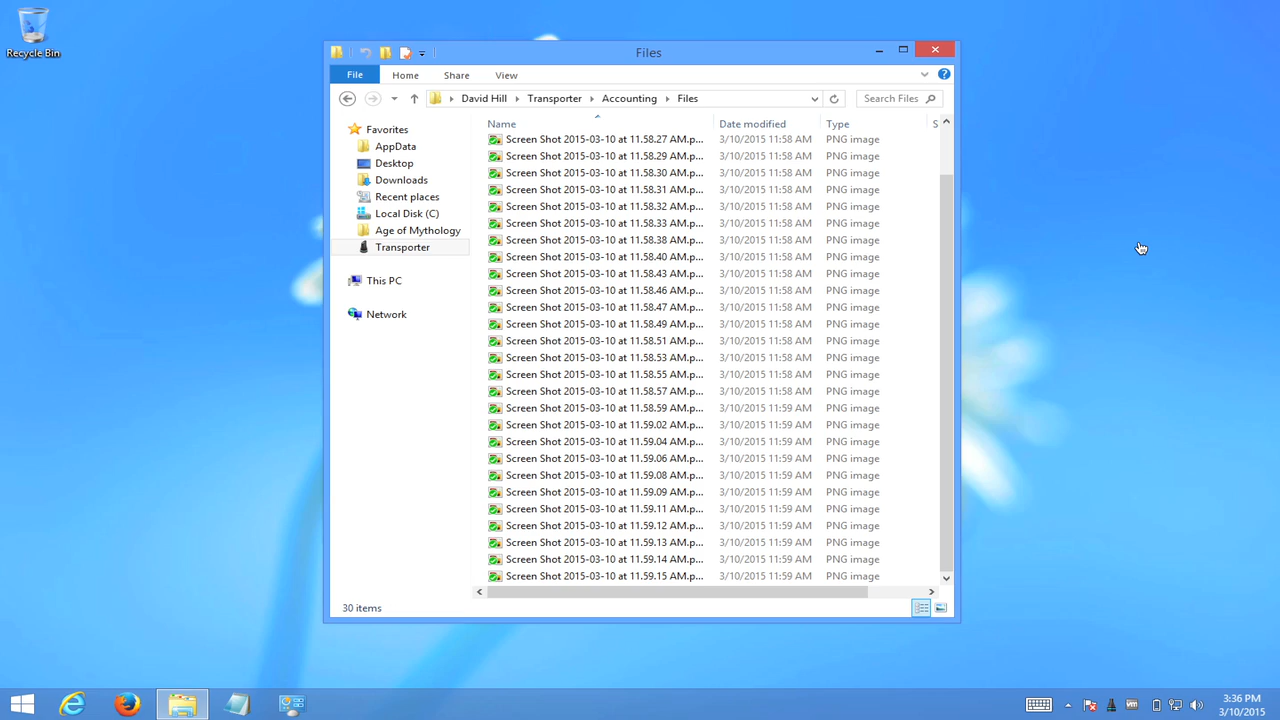 Recycle Bin
Files
File Home Share View
David Hill Transporter Accounting Files Search Files
Name Date modified Type S
Favorites
AppData
Desktop
Downloads
Recent places
Local Disk (C)
Age of Mythology
Transporter
This PC
Network
Screen Shot 2015-03-10 at 11.58.27 AM.p... 3/10/2015 11:58 AM PNG image
Screen Shot 2015-03-10 at 11.58.29 AM.p... 3/10/2015 11:58 AM PNG image
Screen Shot 2015-03-10 at 11.58.30 AM.p... 3/10/2015 11:58 AM PNG image
Screen Shot 2015-03-10 at 11.58.31 AM.p... 3/10/2015 11:58 AM PNG image
Screen Shot 2015-03-10 at 11.58.32 AM.p... 3/10/2015 11:58 AM PNG image
Screen Shot 2015-03-10 at 11.58.33 AM.p... 3/10/2015 11:58 AM PNG image
Screen Shot 2015-03-10 at 11.58.38 AM.p... 3/10/2015 11:58 AM PNG image
Screen Shot 2015-03-10 at 11.58.40 AM.p... 3/10/2015 11:58 AM PNG image
Screen Shot 2015-03-10 at 11.58.43 AM.p... 3/10/2015 11:58 AM PNG image
Screen Shot 2015-03-10 at 11.58.46 AM.p... 3/10/2015 11:58 AM PNG image
Screen Shot 2015-03-10 at 11.58.47 AM.p... 3/10/2015 11:58 AM PNG image
Screen Shot 2015-03-10 at 11.58.49 AM.p... 3/10/2015 11:58 AM PNG image
Screen Shot 2015-03-10 at 11.58.51 AM.p... 3/10/2015 11:58 AM PNG image
Screen Shot 2015-03-10 at 11.58.53 AM.p... 3/10/2015 11:58 AM PNG image
Screen Shot 2015-03-10 at 11.58.55 AM.p... 3/10/2015 11:58 AM PNG image
Screen Shot 2015-03-10 at 11.58.57 AM.p... 3/10/2015 11:58 AM PNG image
Screen Shot 2015-03-10 at 11.58.59 AM.p... 3/10/2015 11:59 AM PNG image
Screen Shot 2015-03-10 at 11.59.02 AM.p... 3/10/2015 11:59 AM PNG image
Screen Shot 2015-03-10 at 11.59.04 AM.p... 3/10/2015 11:59 AM PNG image
Screen Shot 2015-03-10 at 11.59.06 AM.p... 3/10/2015 11:59 AM PNG image
Screen Shot 2015-03-10 at 11.59.08 AM.p... 3/10/2015 11:59 AM PNG image
Screen Shot 2015-03-10 at 11.59.09 AM.p... 3/10/2015 11:59 AM PNG image
Screen Shot 2015-03-10 at 11.59.11 AM.p... 3/10/2015 11:59 AM PNG image
Screen Shot 2015-03-10 at 11.59.12 AM.p... 3/10/2015 11:59 AM PNG image
Screen Shot 2015-03-10 at 11.59.13 AM.p... 3/10/2015 11:59 AM PNG image
Screen Shot 2015-03-10 at 11.59.14 AM.p... 3/10/2015 11:59 AM PNG image
Screen Shot 2015-03-10 at 11.59.15 AM.p... 3/10/2015 11:59 AM PNG image
30 items
3:36 PM
3/10/2015